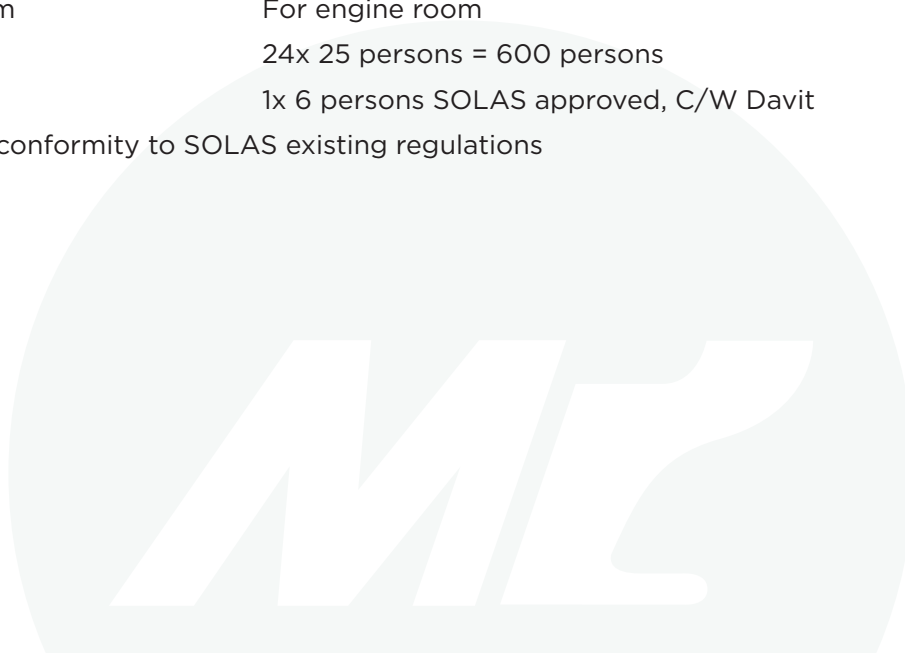 m For engine room
24x 25 persons = 600 persons
1x 6 persons SOLAS approved, C/W Davit
conformity to SOLAS existing regulations